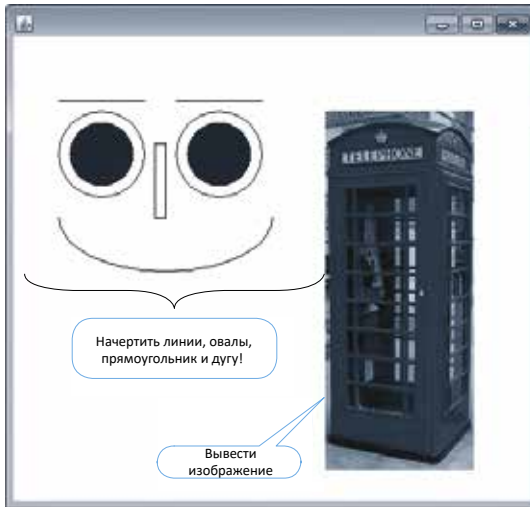 TELEPHONE
Начертить линии, овалы,
прямоугольник и дугу!
Вывести
изображение